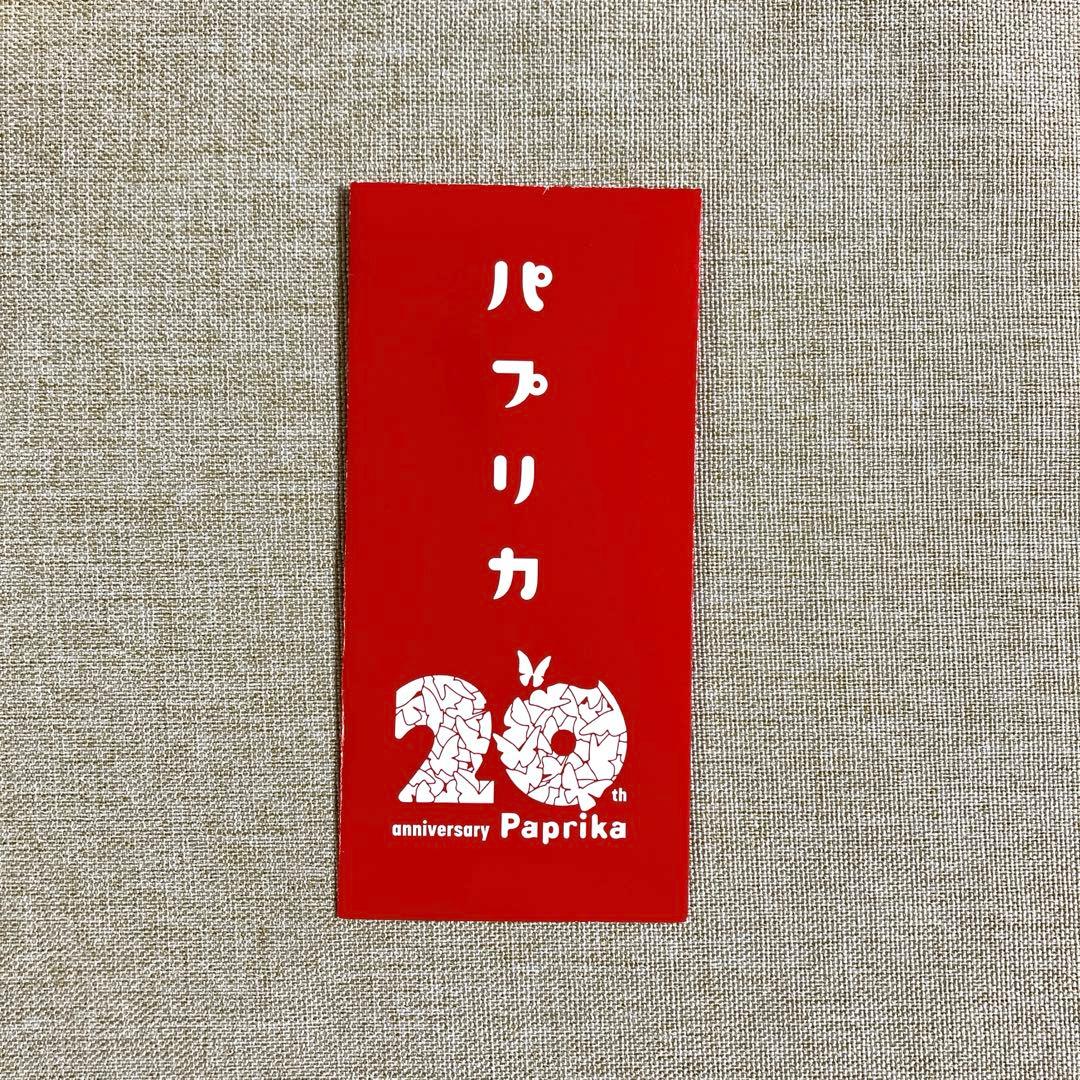 パプリカ
20th
anniversary Paprika